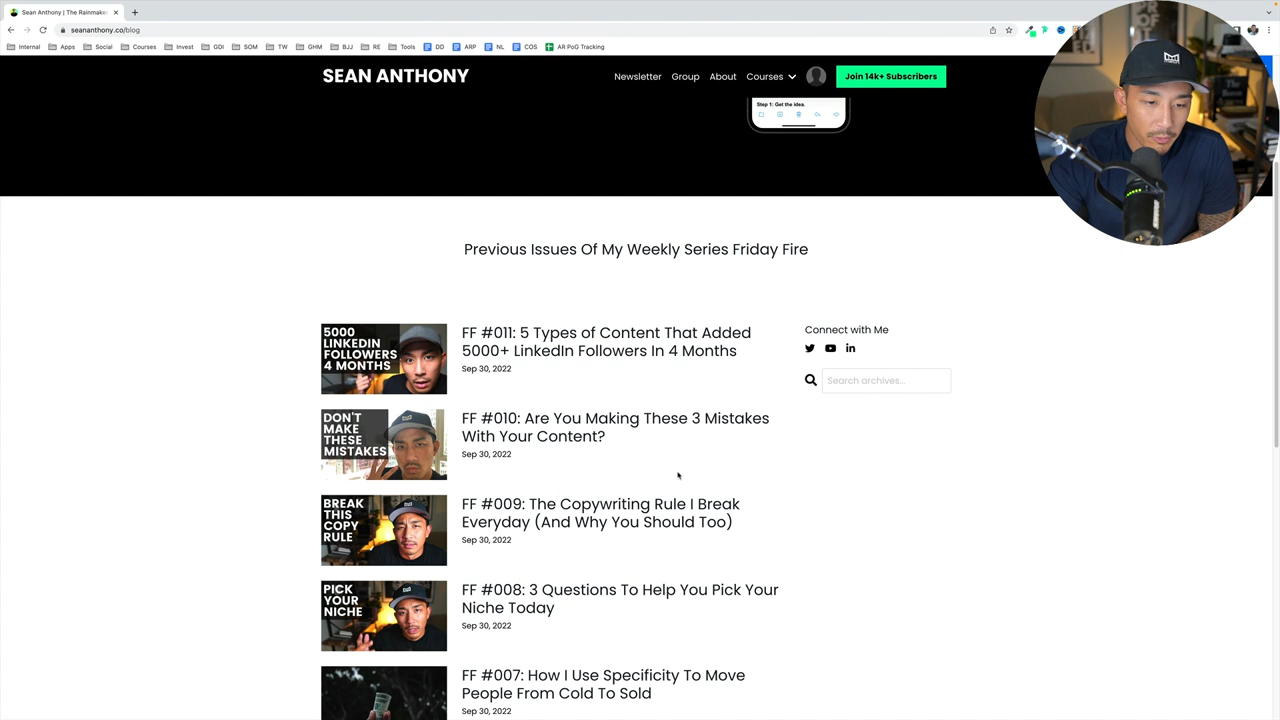 Sean Anthony | The Rainmaker
seananthony.co/blog
Internal Apps Social Courses Invest GDI SOM TW GHM BJJ RE Tools DD ARP NL COS AR PoG Tracking
SEAN ANTHONY
Newsletter Group About Courses Join 14k+ Subscribers
Step 1: Get the idea.
Previous Issues Of My Weekly Series Friday Fire
5000
LINKEDIN
FOLLOWERS
4 MONTHS
FF #011: 5 Types of Content That Added
5000+ LinkedIn Followers In 4 Months
Sep 30, 2022
Connect with Me
Search archives...
DON'T
MAKE
THESE
MISTAKES
FF #010: Are You Making These 3 Mistakes
With Your Content?
Sep 30, 2022
BREAK
THIS
COPY
RULE
FF #009: The Copywriting Rule I Break
Everyday (And Why You Should Too)
Sep 30, 2022
PICK
YOUR
NICHE
FF #008: 3 Questions To Help You Pick Your
Niche Today
Sep 30, 2022
FF #007: How I Use Specificity To Move
People From Cold To Sold
Sep 30, 2022